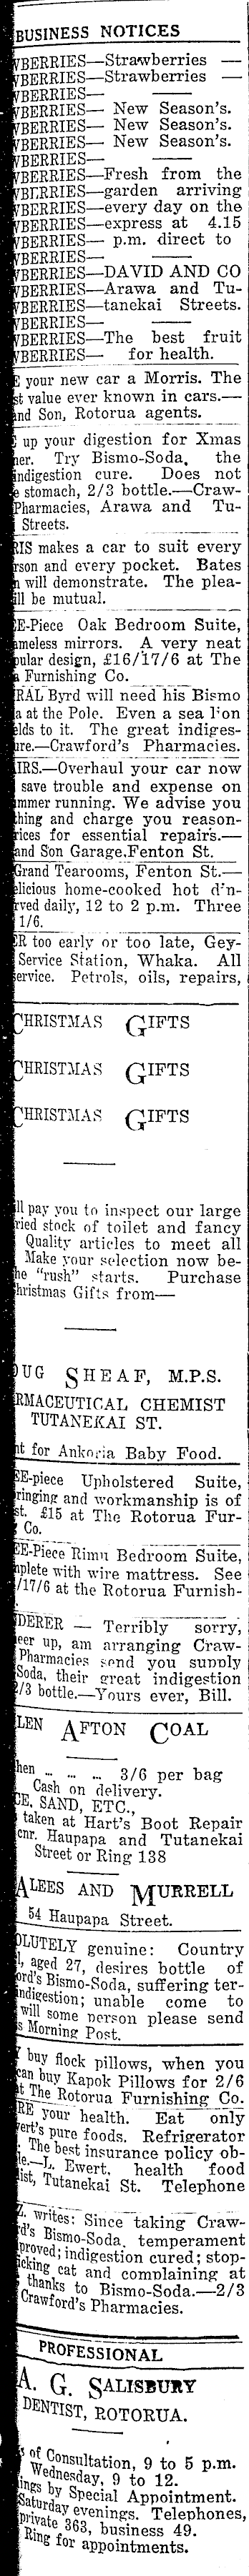 BUSINESS NOTICES
WBERRIES—Strawberries —
WBERRIES—Strawberries —
WBERRIES—
WBERRIES— New Season's.
WBERRIES— New Season's.
WBERRIES— New Season's.
WBERRIES—
WBERRIES—Fresh from the
WBERRIES—garden arriving
WBERRIES—every day on the
WBERRIES—express at 4.15
WBERRIES— p.m. direct to
WBERRIES—
WBERRIES—DAVID AND CO
WBERRIES—Arawa and Tu-
WBERRIES—tanekai Streets.
WBERRIES—
WBERRIES—The best fruit
WBERRIES— for health.
E your new car a Morris. The
st value ever known in cars.—
and Son, Rotorua agents.
up your digestion for Xmas
ner. Try Bismo-Soda, the
indigestion cure. Does not
e stomach, 2/3 bottle.—Craw-
Pharmacies, Arawa and Tu-
Streets.
RIS makes a car to suit every
rson and every pocket. Bates
n will demonstrate. The plea-
ill be mutual.
EE-Piece Oak Bedroom Suite,
ameless mirrors. A very neat
pular design, £16/17/6 at The
a Furnishing Co.
RAL Byrd will need his Bismo
a at the Pole. Even a sea lion
elds to it. The great indiges-
ure.—Crawford's Pharmacies.
IRS.—Overhaul your car now
save trouble and expense on
mmer running. We advise you
thing and charge you reason-
rices for essential repairs.—
and Son Garage.Fenton St.
Grand Tearooms, Fenton St.—
elicious home-cooked hot d'n-
rved daily, 12 to 2 p.m. Three
1/6.
ER too early or too late, Gey-
Service Station, Whaka. All
service. Petrols, oils, repairs,
CHRISTMAS GIFTS
CHRISTMAS GIFTS
CHRISTMAS GIFTS
ll pay you to inspect our large
ried stock of toilet and fancy
Quality articles to meet all
Make your selection now be-
he "rush" starts. Purchase
hristmas Gifts from—
OUG SHEAF, M.P.S.
RMACEUTICAL CHEMIST
TUTANEKAI ST.
nt for Ankoria Baby Food.
EE-piece Upholstered Suite,
ringing and workmanship is of
st. £15 at The Rotorua Fur-
Co.
EE-Piece Rimu Bedroom Suite,
mplete with wire mattress. See
/17/6 at the Rotorua Furnish-
DERER — Terribly sorry,
eer up, am arranging Craw-
Pharmacies send you supply
Soda, their great indigestion
2/3 bottle.—Yours ever, Bill.
LEN AFTON COAL
hen ... ... ... 3/6 per bag
Cash on delivery.
CE, SAND, ETC.,
taken at Hart's Boot Repair
cnr. Haupapa and Tutanekai
Street or Ring 138
ALEES AND MURRELL
54 Haupapa Street.
OLUTELY genuine: Country
l, aged 27, desires bottle of
ord's Bismo-Soda, suffering ter-
indigestion; unable come to
will some person please send
s Morning Post.
Y buy flock pillows, when you
can buy Kapok Pillows for 2/6
at The Rotorua Furnishing Co.
RE your health. Eat only
vert's pure foods. Refrigerator
The best insurance policy ob-
le.—L. Ewert, health food
ist, Tutanekai St. Telephone
Z. writes: Since taking Craw-
d's Bismo-Soda, temperament
proved; indigestion cured; stop-
icking cat and complaining at
thanks to Bismo-Soda.—2/3
Crawford's Pharmacies.
PROFESSIONAL
A. G. SALISBURY
DENTIST, ROTORUA.
s of Consultation, 9 to 5 p.m.
Wednesday, 9 to 12.
ings by Special Appointment.
Saturday evenings. Telephones,
private 363, business 49.
Ring for appointments.